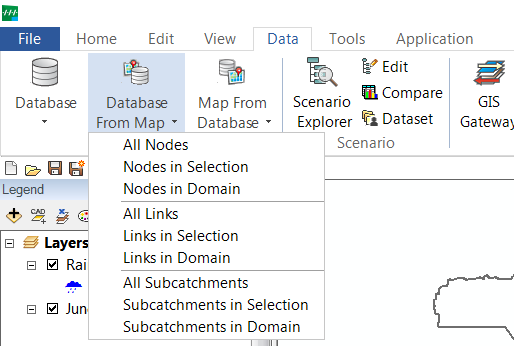 File Home Edit View Data Tools Application
Database
Database From Map
Map From Database
Scenario Explorer
Edit
Compare
Dataset
GIS Gateway
Scenario
All Nodes
Nodes in Selection
Nodes in Domain
All Links
Links in Selection
Links in Domain
All Subcatchments
Subcatchments in Selection
Subcatchments in Domain
Legend
CAD
Layers
Rai
Jun